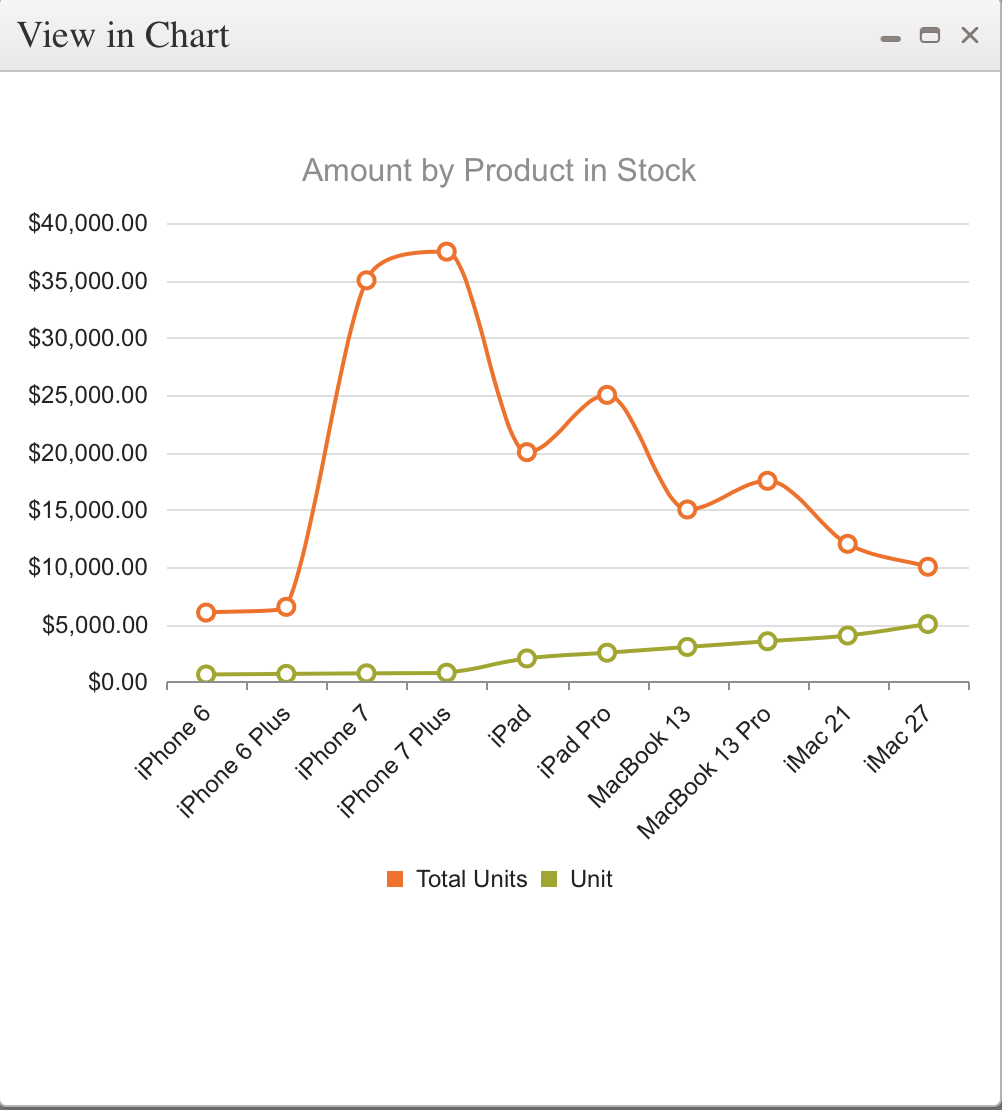 View in Chart
Amount by Product in Stock
$40,000.00
$35,000.00
$30,000.00
$25,000.00
$20,000.00
$15,000.00
$10,000.00
$5,000.00
$0.00
iPhone 6
iPhone 6 Plus
iPhone 7
iPhone 7 Plus
iPad
iPad Pro
MacBook 13
MacBook 13 Pro
iMac 21
iMac 27
Total Units
Unit